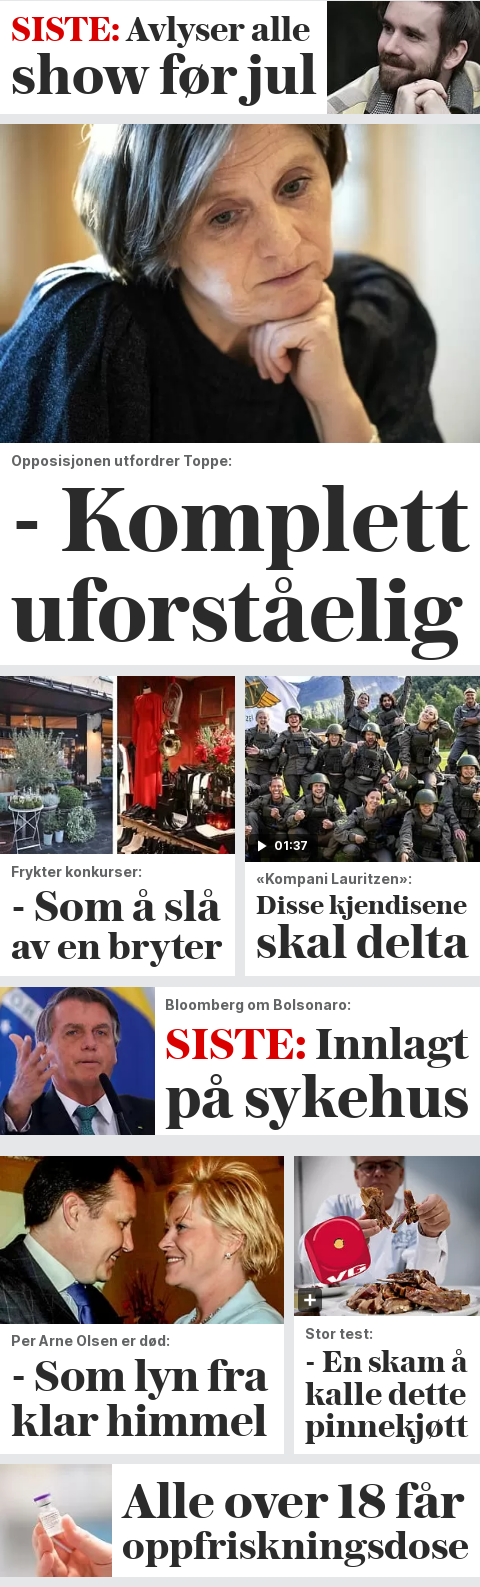 SISTE: Avlyser alle
show før jul
Opposisjonen utfordrer Toppe:
- Komplett
uforståelig
01:37
Frykter konkurser:
- Som å slå
av en bryter
«Kompani Lauritzen»:
Disse kjendisene
skal delta
Bloomberg om Bolsonaro:
SISTE: Innlagt
på sykehus
Per Arne Olsen er død:
- Som lyn fra
klar himmel
VG
+
Stor test:
- En skam å
kalle dette
pinnekjøtt
Alle over 18 får
oppfriskningsdose